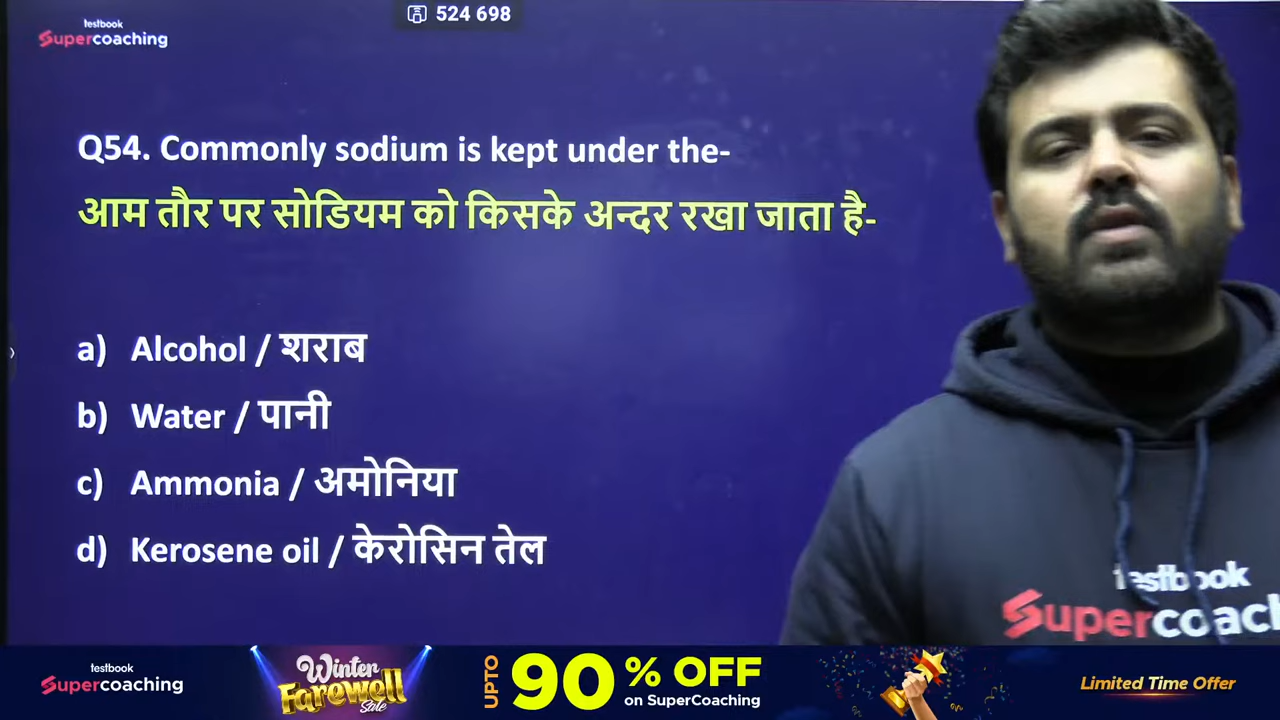 testbook
Supercoaching
524 698
Q54. Commonly sodium is kept under the-
आम तौर पर सोडियम को किसके अन्दर रखा जाता है-
a) Alcohol / शराब
b) Water / पानी
c) Ammonia / अमोनिया
d) Kerosene oil / केरोसिन तेल
testbook
Supercoach
testbook
Supercoaching
Winter
Farewell
Sale
UPTO
90% OFF
on SuperCoaching
Limited Time Offer